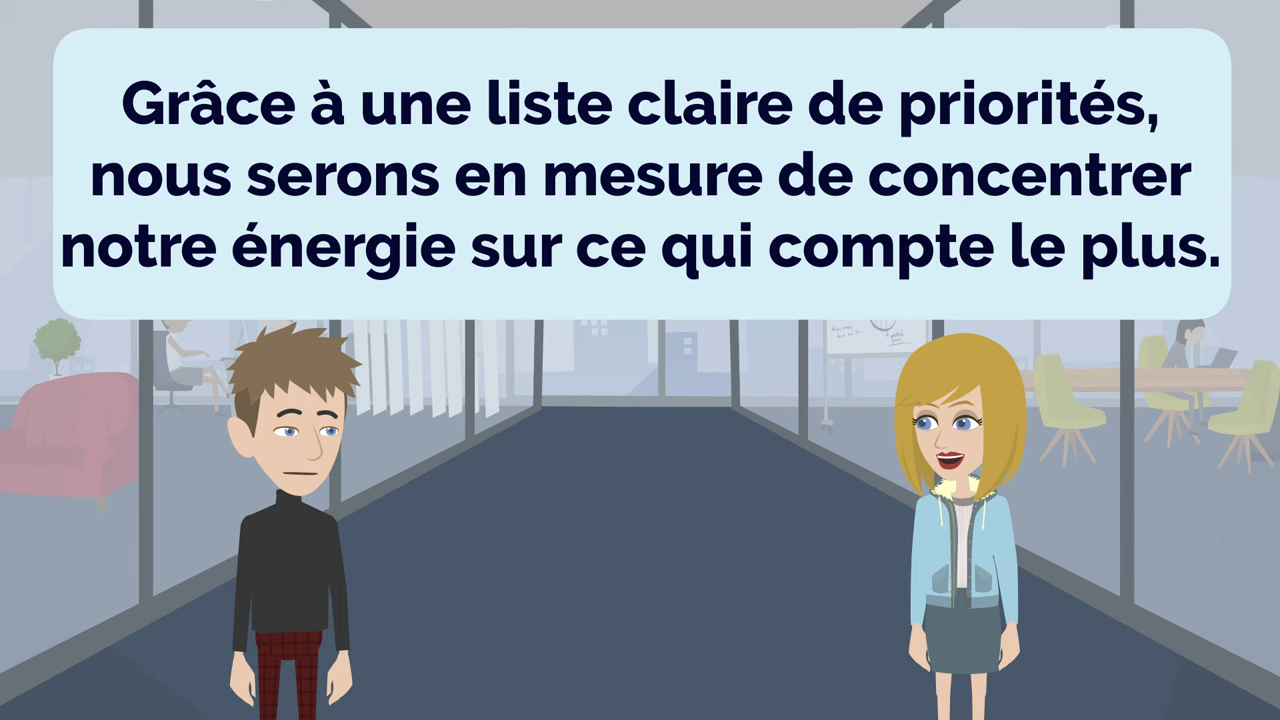 Grâce à une liste claire de priorités,
nous serons en mesure de concentrer
notre énergie sur ce qui compte le plus.